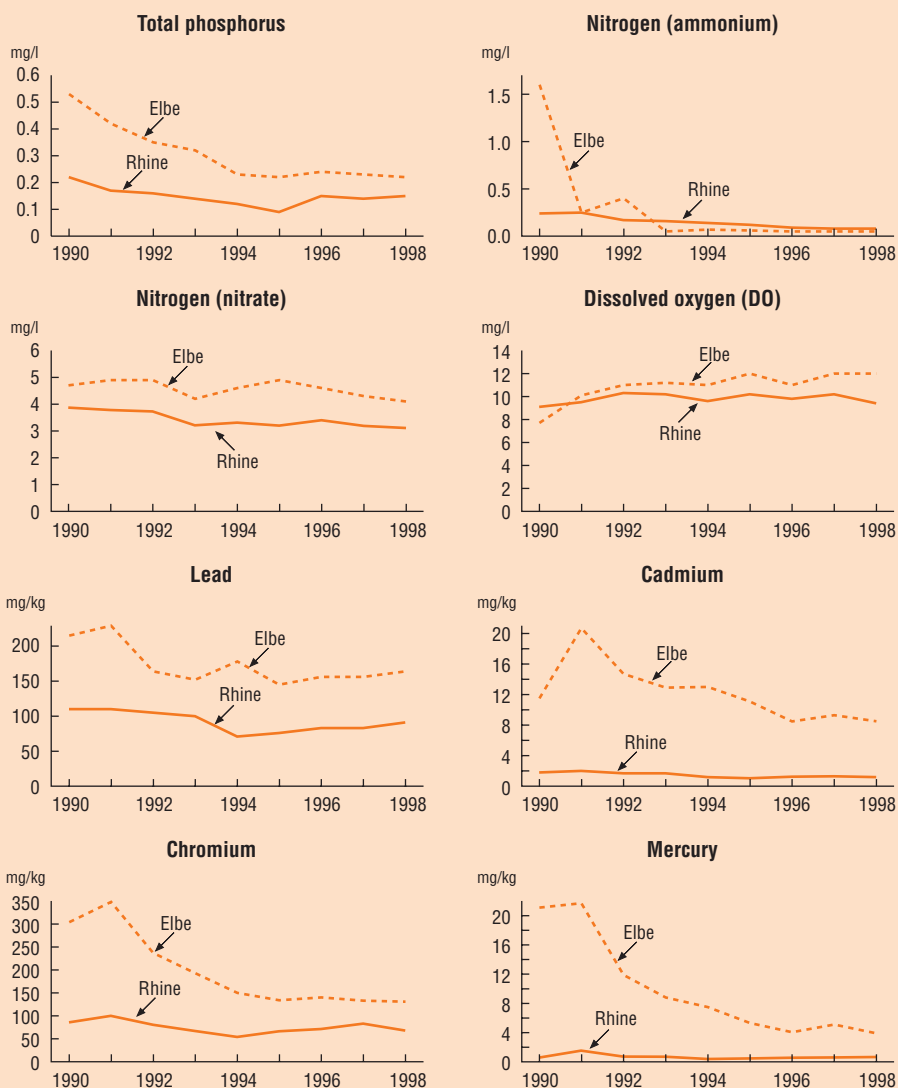 Total phosphorus
mg/l
0.6
0.5
0.4
0.3
0.2
0.1
0
Elbe
Rhine
1990 1992 1994 1996 1998
Nitrogen (ammonium)
mg/l
1.5
1.0
0.5
0.0
Elbe
Rhine
1990 1992 1994 1996 1998
Nitrogen (nitrate)
mg/l
6
5
4
3
2
1
0
Elbe
Rhine
1990 1992 1994 1996 1998
Dissolved oxygen (DO)
mg/l
14
12
10
8
6
4
2
0
Elbe
Rhine
1990 1992 1994 1996 1998
Lead
mg/kg
200
150
100
50
0
Elbe
Rhine
1990 1992 1994 1996 1998
Cadmium
mg/kg
20
16
12
8
4
0
Elbe
Rhine
1990 1992 1994 1996 1998
Chromium
mg/kg
350
300
250
200
150
100
50
0
Elbe
Rhine
1990 1992 1994 1996 1998
Mercury
mg/kg
20
16
12
8
4
0
Elbe
Rhine
1990 1992 1994 1996 1998